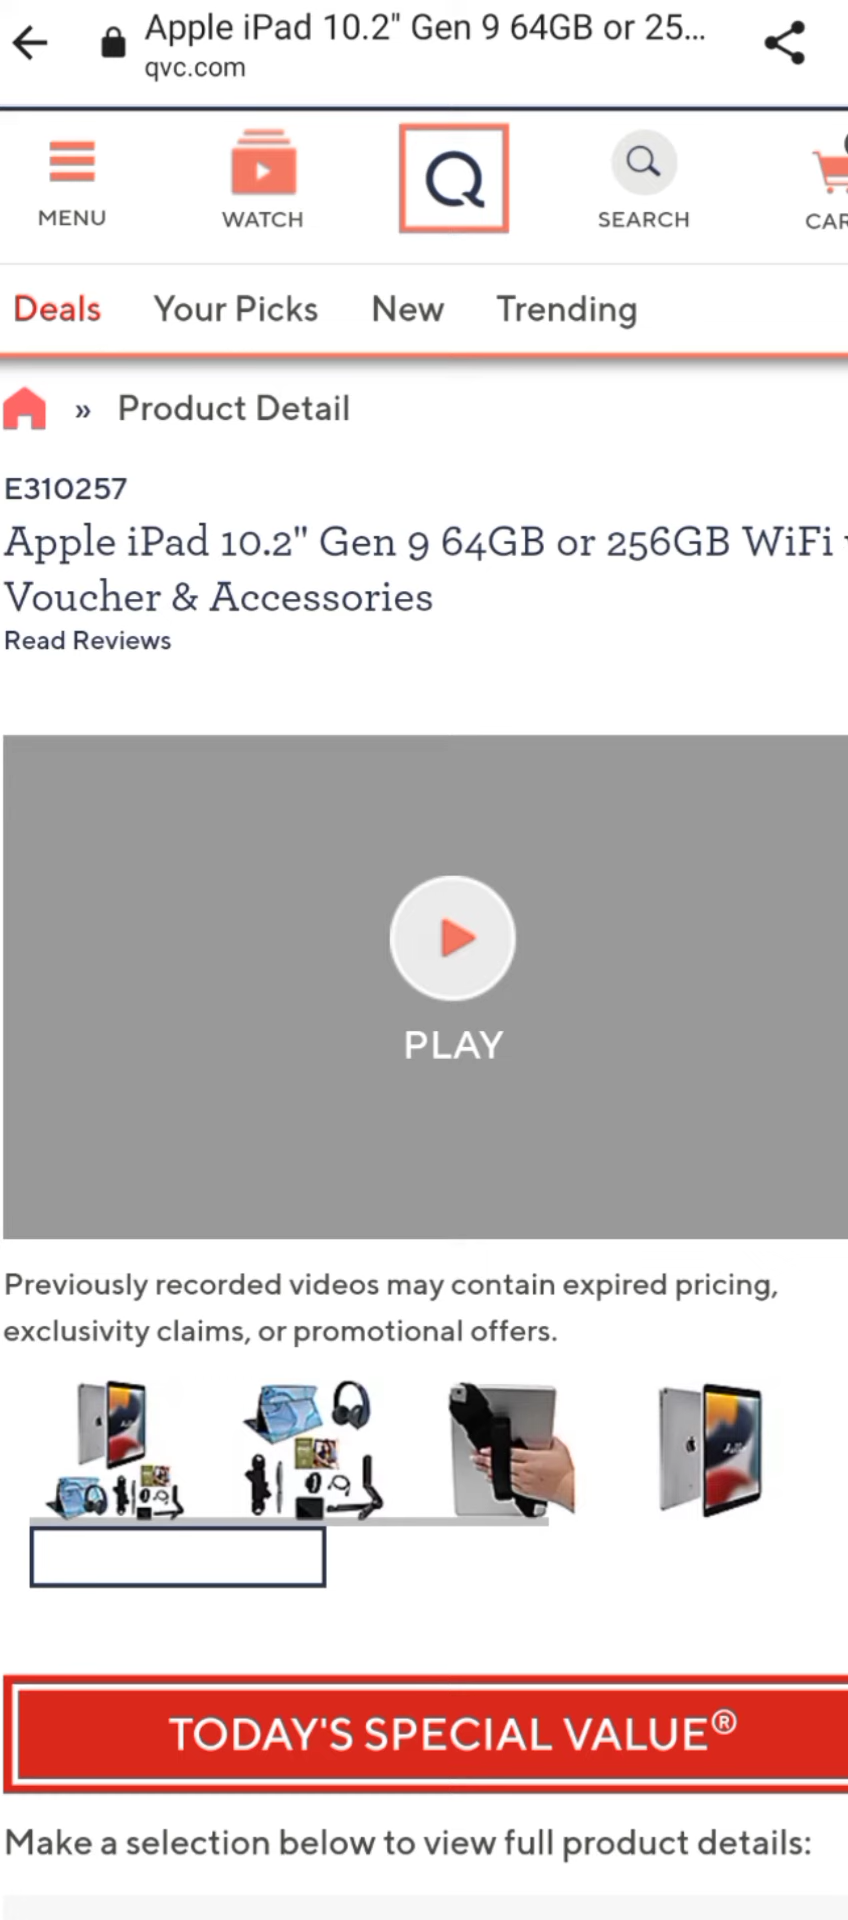 Apple iPad 10.2" Gen 9 64GB or 25...
qvc.com
MENU
WATCH
Q
SEARCH
CAR
Deals Your Picks New Trending
» Product Detail
E310257
Apple iPad 10.2" Gen 9 64GB or 256GB WiFi
Voucher & Accessories
Read Reviews
PLAY
Previously recorded videos may contain expired pricing,
exclusivity claims, or promotional offers.
TODAY'S SPECIAL VALUE®
Make a selection below to view full product details: